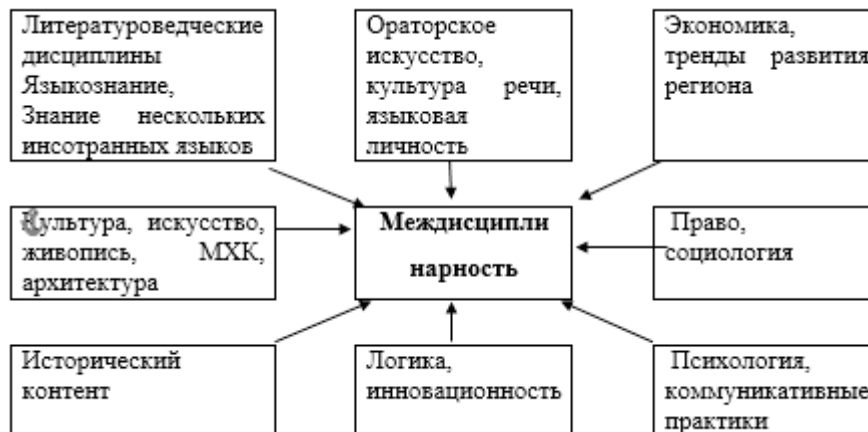 Литературоведческие
дисциплины
Языкознание,
Знание нескольких
инсотранных языков
Ораторское
искусство,
культура речи,
языковая
личность
Экономика,
тренды развития
региона
Культура, искусство,
живопись, МХК,
архитектура
Междисципли
нарность
Право,
социология
Исторический
контент
Логика,
инновационность
Психология,
коммуникативные
практики